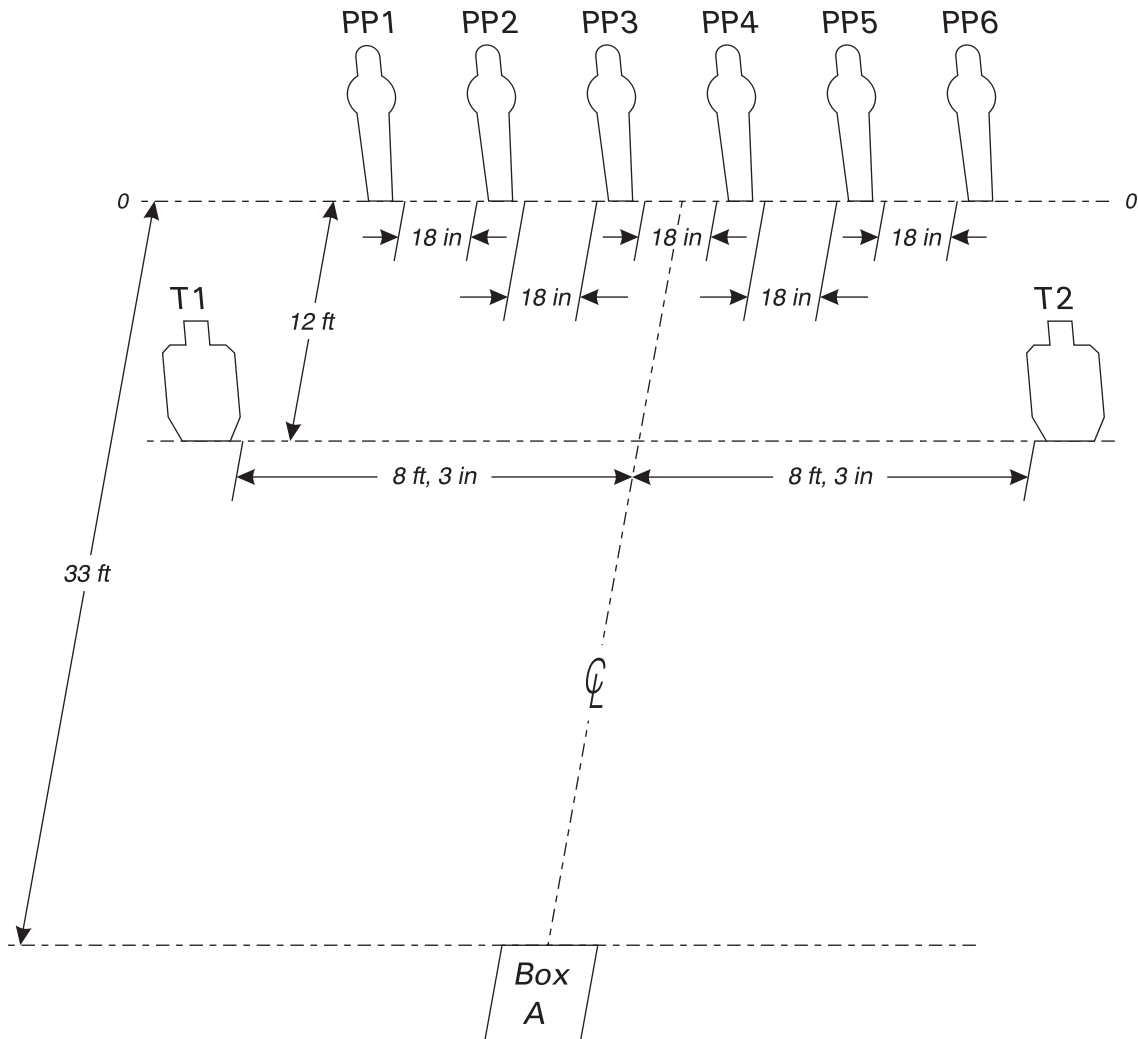 PP1 PP2 PP3 PP4 PP5 PP6
0 0
18 in 18 in 18 in
18 in 18 in
T1 12 ft T2
8 ft, 3 in 8 ft, 3 in
33 ft
℄
Box
A